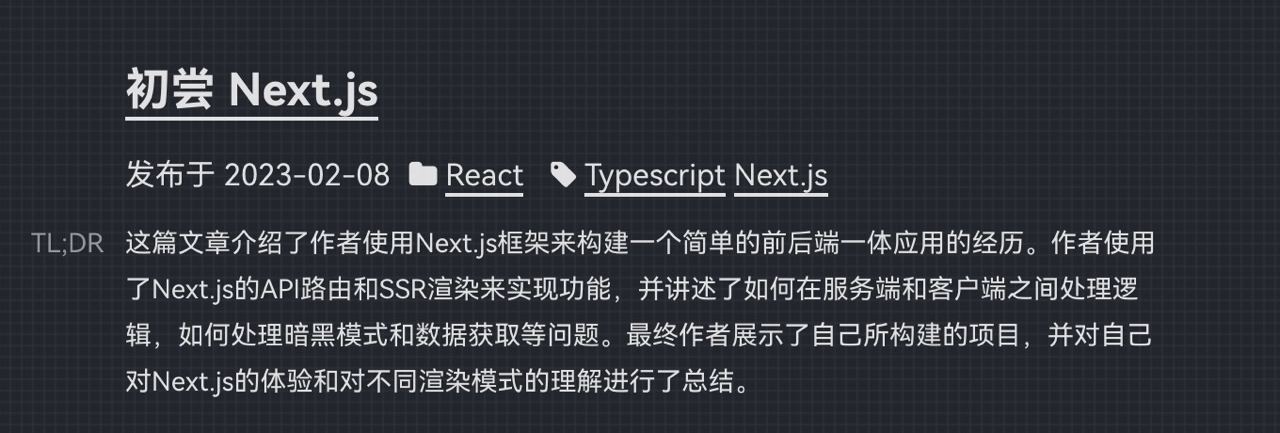 初尝 Next.js
发布于 2023-02-08 React Typescript Next.js
TL;DR 这篇文章介绍了作者使用Next.js框架来构建一个简单的前后端一体应用的经历。作者使用
了Next.js的API路由和SSR渲染来实现功能，并讲述了如何在服务端和客户端之间处理逻
辑，如何处理暗黑模式和数据获取等问题。最终作者展示了自己所构建的项目，并对自己
对Next.js的体验和对不同渲染模式的理解进行了总结。